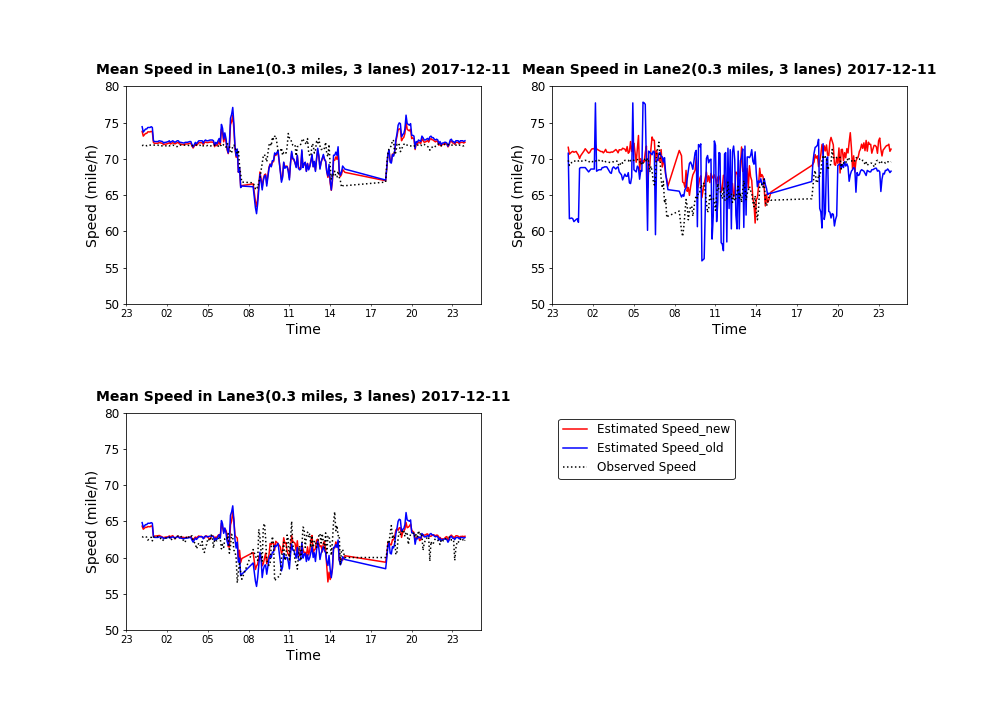 Mean Speed in Lane1(0.3 miles, 3 lanes) 2017-12-11
80
75
70
65
60
55
50
Speed (mile/h)
23 02 05 08 11 14 17 20 23
Time
Mean Speed in Lane2(0.3 miles, 3 lanes) 2017-12-11
80
75
70
65
60
55
50
Speed (mile/h)
23 02 05 08 11 14 17 20 23
Time
Mean Speed in Lane3(0.3 miles, 3 lanes) 2017-12-11
80
75
70
65
60
55
50
Speed (mile/h)
23 02 05 08 11 14 17 20 23
Time
Estimated Speed_new
Estimated Speed_old
Observed Speed